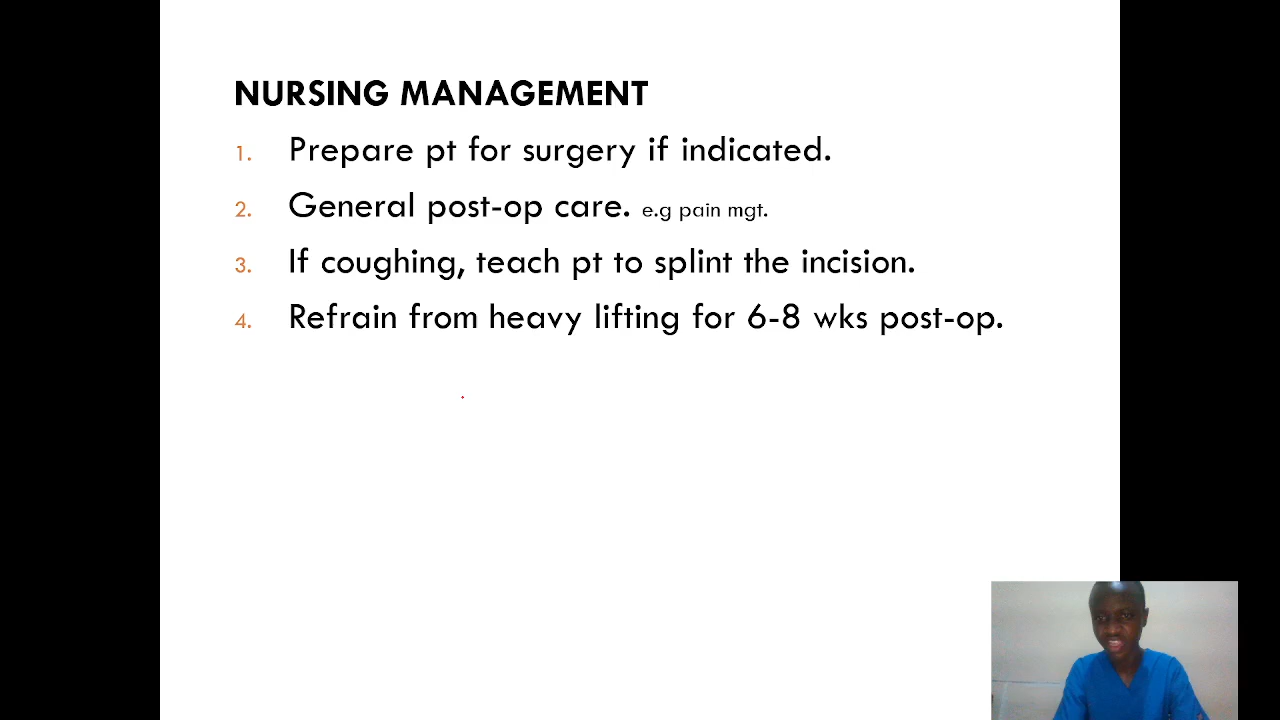 NURSING MANAGEMENT
1. Prepare pt for surgery if indicated.
2. General post-op care. e.g pain mgt.
3. If coughing, teach pt to splint the incision.
4. Refrain from heavy lifting for 6-8 wks post-op.